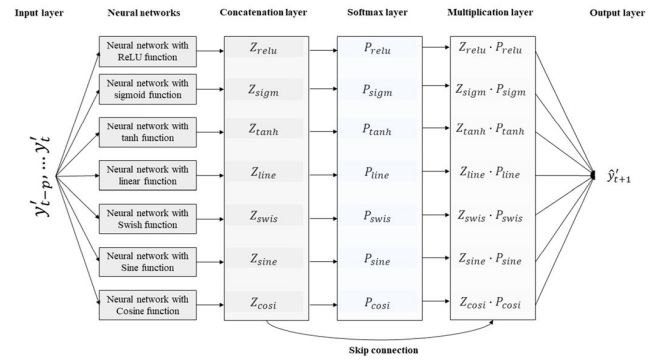 Input layer Neural networks Concatenation layer Softmax layer Multiplication layer Output layer
Neural network with
ReLU function
Z_relu P_relu Z_relu · P_relu
Neural network with
sigmoid function
Z_sigm P_sigm Z_sigm · P_sigm
Neural network with
tanh function
Z_tanh P_tanh Z_tanh · P_tanh
y′_t−p, … y′_t
Neural network with
linear function
Z_line P_line Z_line · P_line
ŷ′_t+1
Neural network with
Swish function
Z_swis P_swis Z_swis · P_swis
Neural network with
Sine function
Z_sine P_sine Z_sine · P_sine
Neural network with
Cosine function
Z_cosi P_cosi Z_cosi · P_cosi
Skip connection